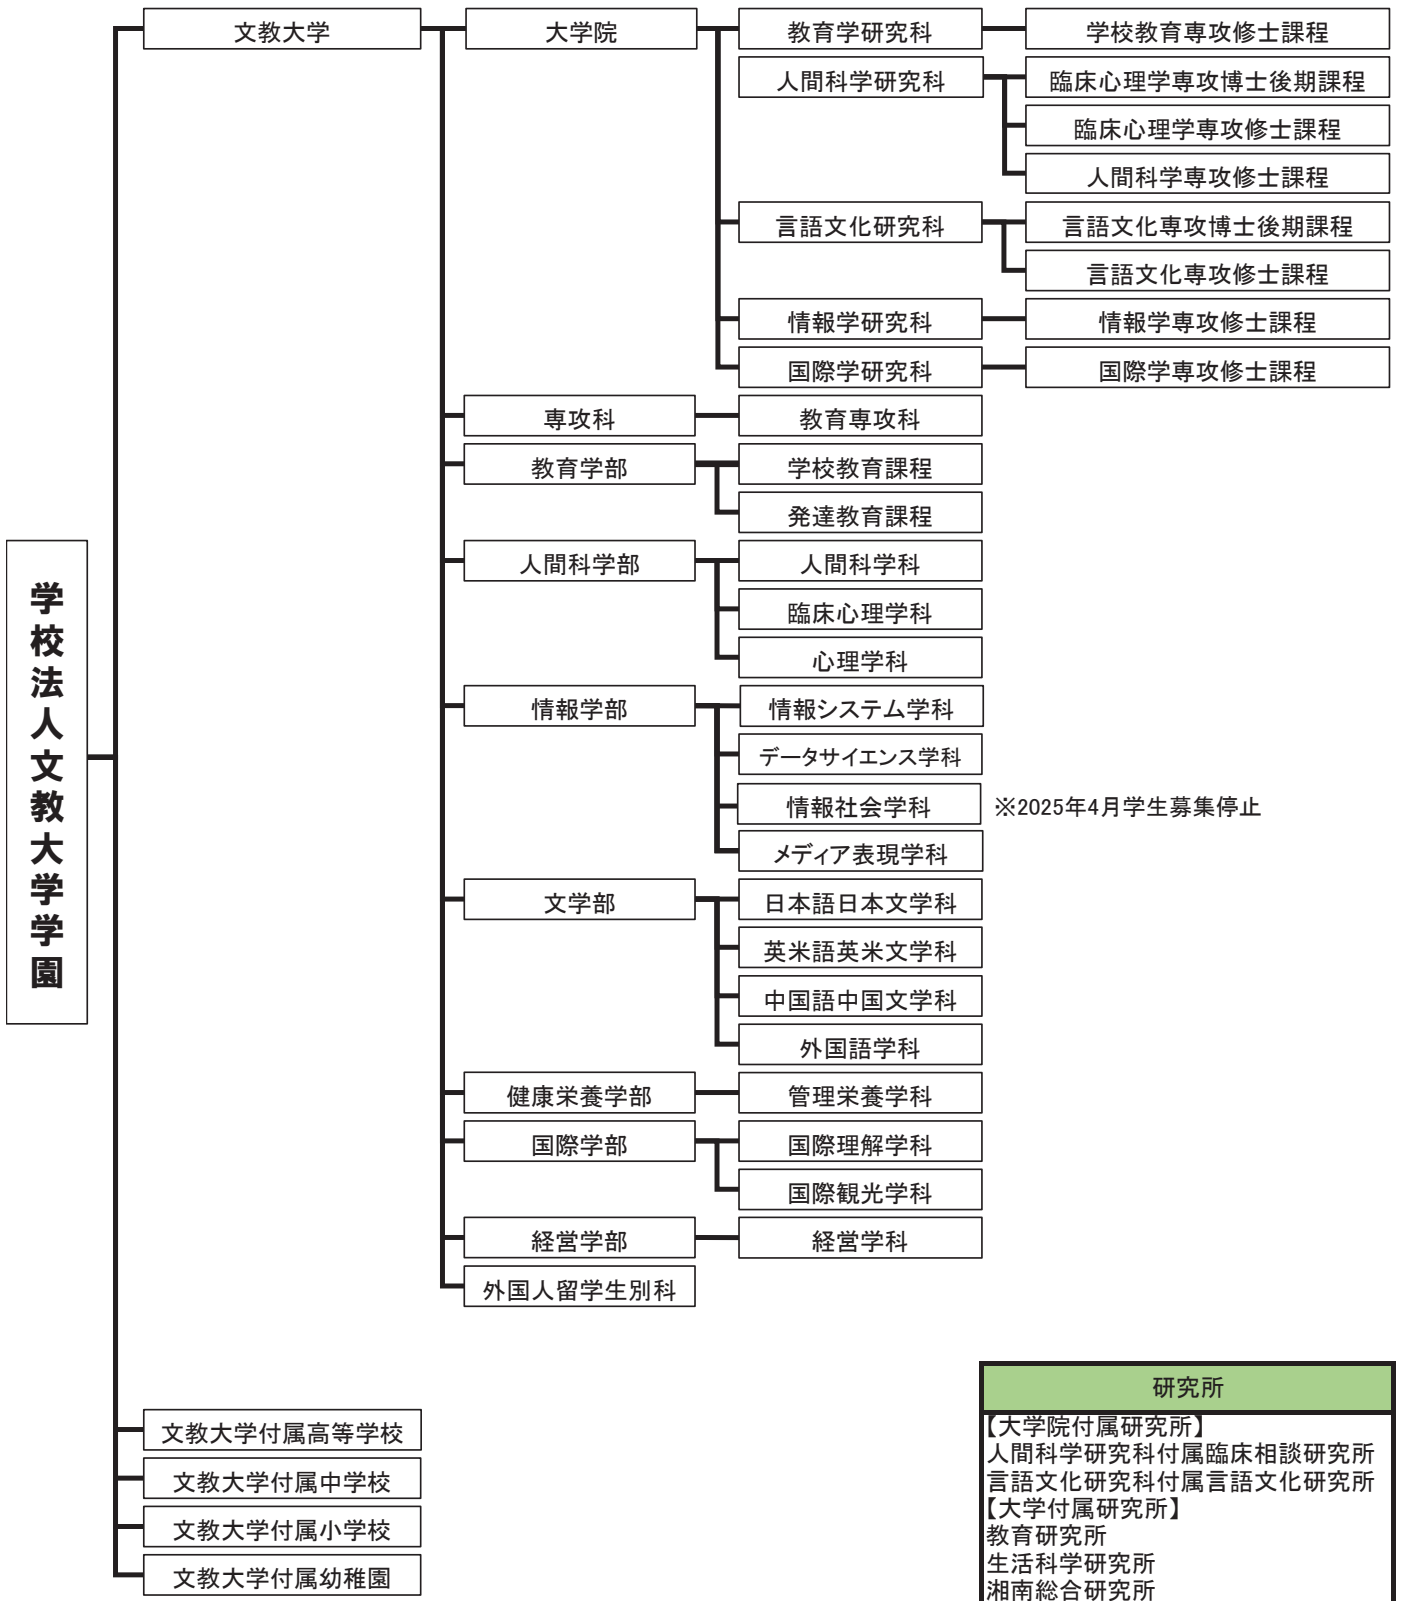 学校法人文教大学学園
文教大学
大学院
教育学研究科
学校教育専攻修士課程
人間科学研究科
臨床心理学専攻博士後期課程
臨床心理学専攻修士課程
人間科学専攻修士課程
言語文化研究科
言語文化専攻博士後期課程
言語文化専攻修士課程
情報学研究科
情報学専攻修士課程
国際学研究科
国際学専攻修士課程
専攻科
教育専攻科
教育学部
学校教育課程
発達教育課程
人間科学部
人間科学科
臨床心理学科
心理学科
情報学部
情報システム学科
データサイエンス学科
情報社会学科
※2025年4月学生募集停止
メディア表現学科
文学部
日本語日本文学科
英米語英米文学科
中国語中国文学科
外国語学科
健康栄養学部
管理栄養学科
国際学部
国際理解学科
国際観光学科
経営学部
経営学科
外国人留学生別科
文教大学付属高等学校
文教大学付属中学校
文教大学付属小学校
文教大学付属幼稚園
研究所
【大学院付属研究所】
人間科学研究科付属臨床相談研究所
言語文化研究科付属言語文化研究所
【大学付属研究所】
教育研究所
生活科学研究所
湘南総合研究所